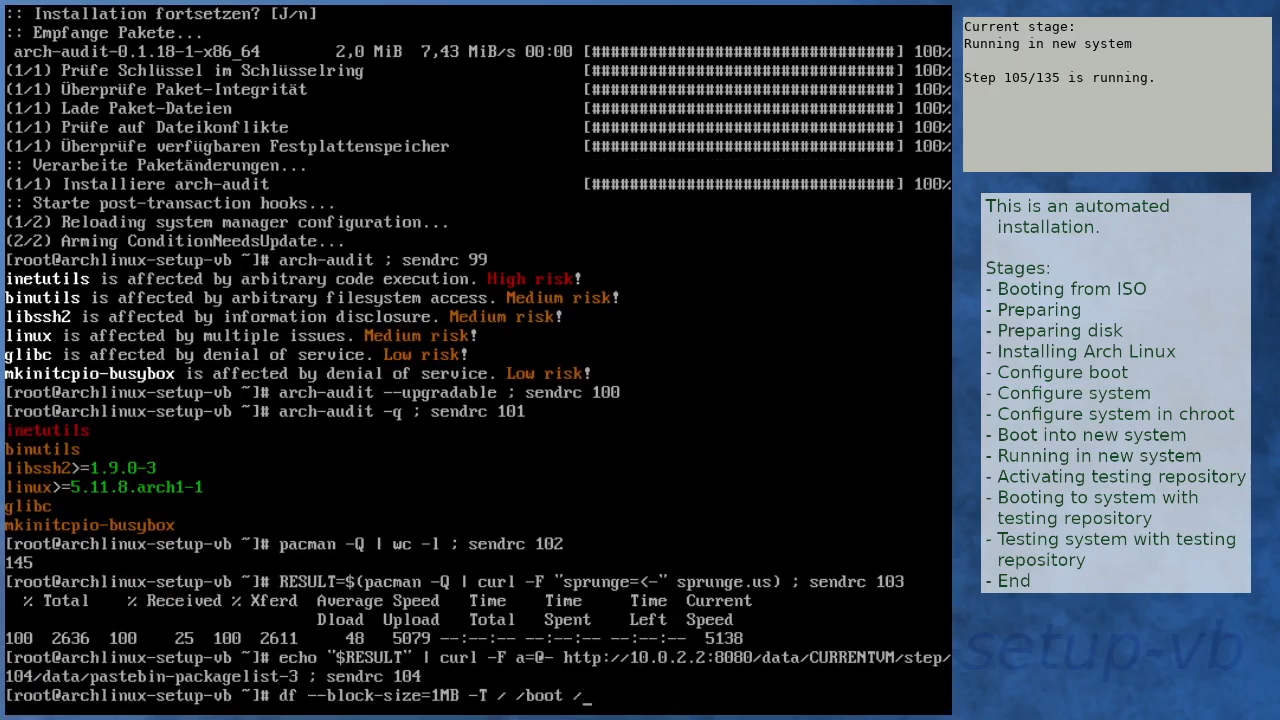 :: Installation fortsetzen? [J/n]
:: Empfange Pakete...
 arch-audit-0.1.18-1-x86_64        2,0 MiB  7,43 MiB/s 00:00 [################################] 100%
(1/1) Prüfe Schlüssel im Schlüsselring                       [################################] 100%
(1/1) Überprüfe Paket-Integrität                             [################################] 100%
(1/1) Lade Paket-Dateien                                     [################################] 100%
(1/1) Prüfe auf Dateikonflikte                               [################################] 100%
(1/1) Überprüfe verfügbaren Festplattenspeicher              [################################] 100%
:: Verarbeite Paketänderungen...
(1/1) Installiere arch-audit                                 [################################] 100%
:: Starte post-transaction hooks...
(1/2) Reloading system manager configuration...
(2/2) Arming ConditionNeedsUpdate...
[root@archlinux-setup-vb ~]# arch-audit ; sendrc 99
inetutils is affected by arbitrary code execution. High risk!
binutils is affected by arbitrary filesystem access. Medium risk!
libssh2 is affected by information disclosure. Medium risk!
linux is affected by multiple issues. Medium risk!
glibc is affected by denial of service. Low risk!
mkinitcpio-busybox is affected by denial of service. Low risk!
[root@archlinux-setup-vb ~]# arch-audit --upgradable ; sendrc 100
[root@archlinux-setup-vb ~]# arch-audit -q ; sendrc 101
inetutils
binutils
libssh2>=1.9.0-3
linux>=5.11.8.arch1-1
glibc
mkinitcpio-busybox
[root@archlinux-setup-vb ~]# pacman -Q | wc -l ; sendrc 102
145
[root@archlinux-setup-vb ~]# RESULT=$(pacman -Q | curl -F "sprunge=<-" sprunge.us) ; sendrc 103
  % Total    % Received % Xferd  Average Speed   Time    Time     Time  Current
                                 Dload  Upload   Total   Spent    Left  Speed
100  2636  100    25  100  2611     48   5079 --:--:-- --:--:-- --:--:--  5138
[root@archlinux-setup-vb ~]# echo "$RESULT" | curl -F a=@- http://10.0.2.2:8080/data/CURRENTVM/step/
104/data/pastebin-packagelist-3 ; sendrc 104
[root@archlinux-setup-vb ~]# df --block-size=1MB -T / /boot /_
Current stage:
Running in new system
Step 105/135 is running.
This is an automated
installation.
Stages:
- Booting from ISO
- Preparing
- Preparing disk
- Installing Arch Linux
- Configure boot
- Configure system
- Configure system in chroot
- Boot into new system
- Running in new system
- Activating testing repository
- Booting to system with
testing repository
- Testing system with testing
repository
- End
setup-vb